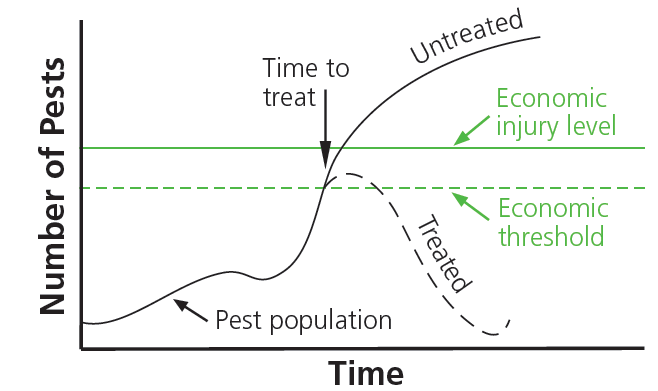 Untreated
Time to
treat
Economic
injury level
Economic
threshold
Treated
Pest population
Number of Pests
Time